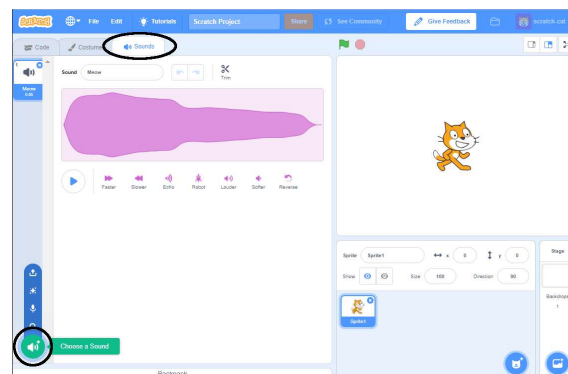 SCRATCH File Edit Tutorials Scratch Project Share See Community Give Feedback scratch-cat
Code Costumes Sounds
1
Sound Meow Trim
Meow
Faster Slower Echo Robot Louder Softer Reverse
Sprite Sprite1 x 0 y 0 Stage
Show Size 100 Direction 90
Backdrops
1
Sprite1
Choose a Sound
Backpack